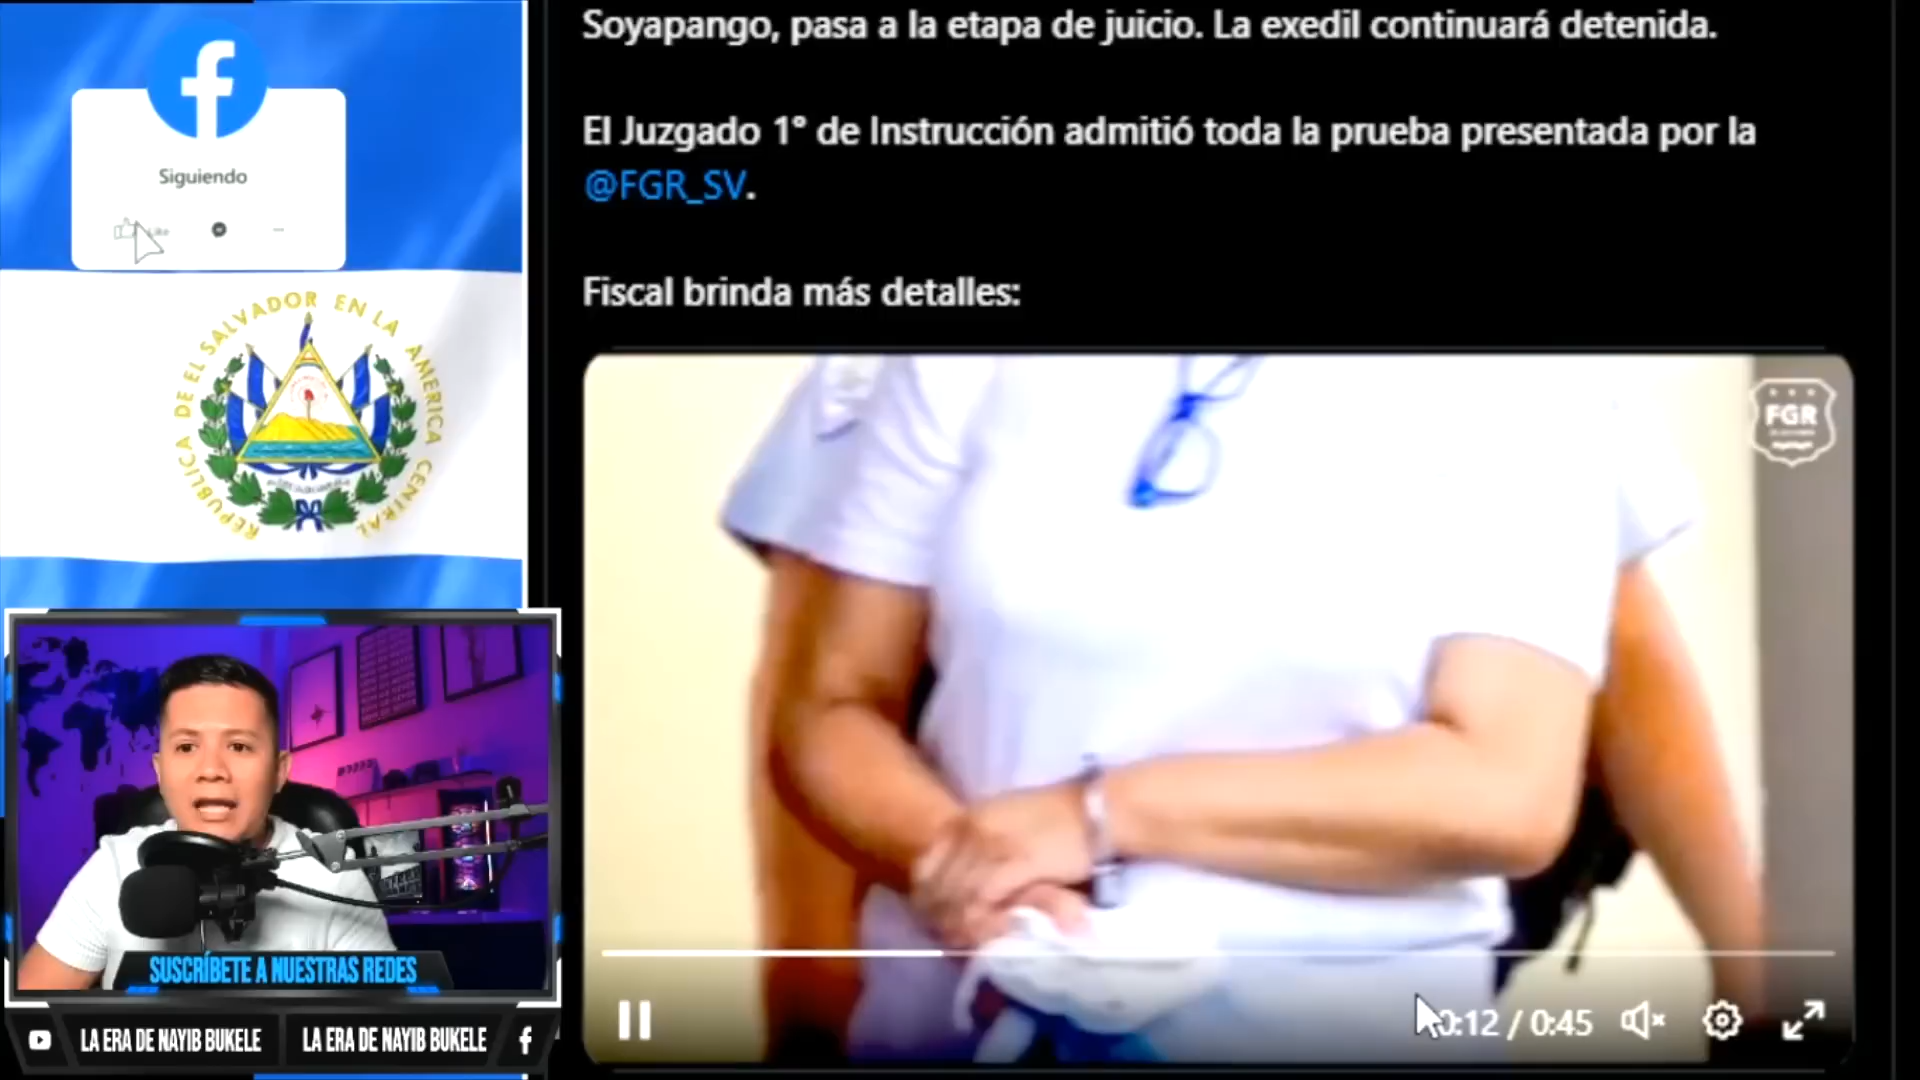 Soyapango, pasa a la etapa de juicio. La exedil continuará detenida.
El Juzgado 1° de Instrucción admitió toda la prueba presentada por la
@FGR_SV.
Fiscal brinda más detalles:
Siguiendo
Like
REPUBLICA DE EL SALVADOR EN LA AMERICA CENTRAL
FGR
0:12 / 0:45
SUSCRÍBETE A NUESTRAS REDES
LA ERA DE NAYIB BUKELE
LA ERA DE NAYIB BUKELE